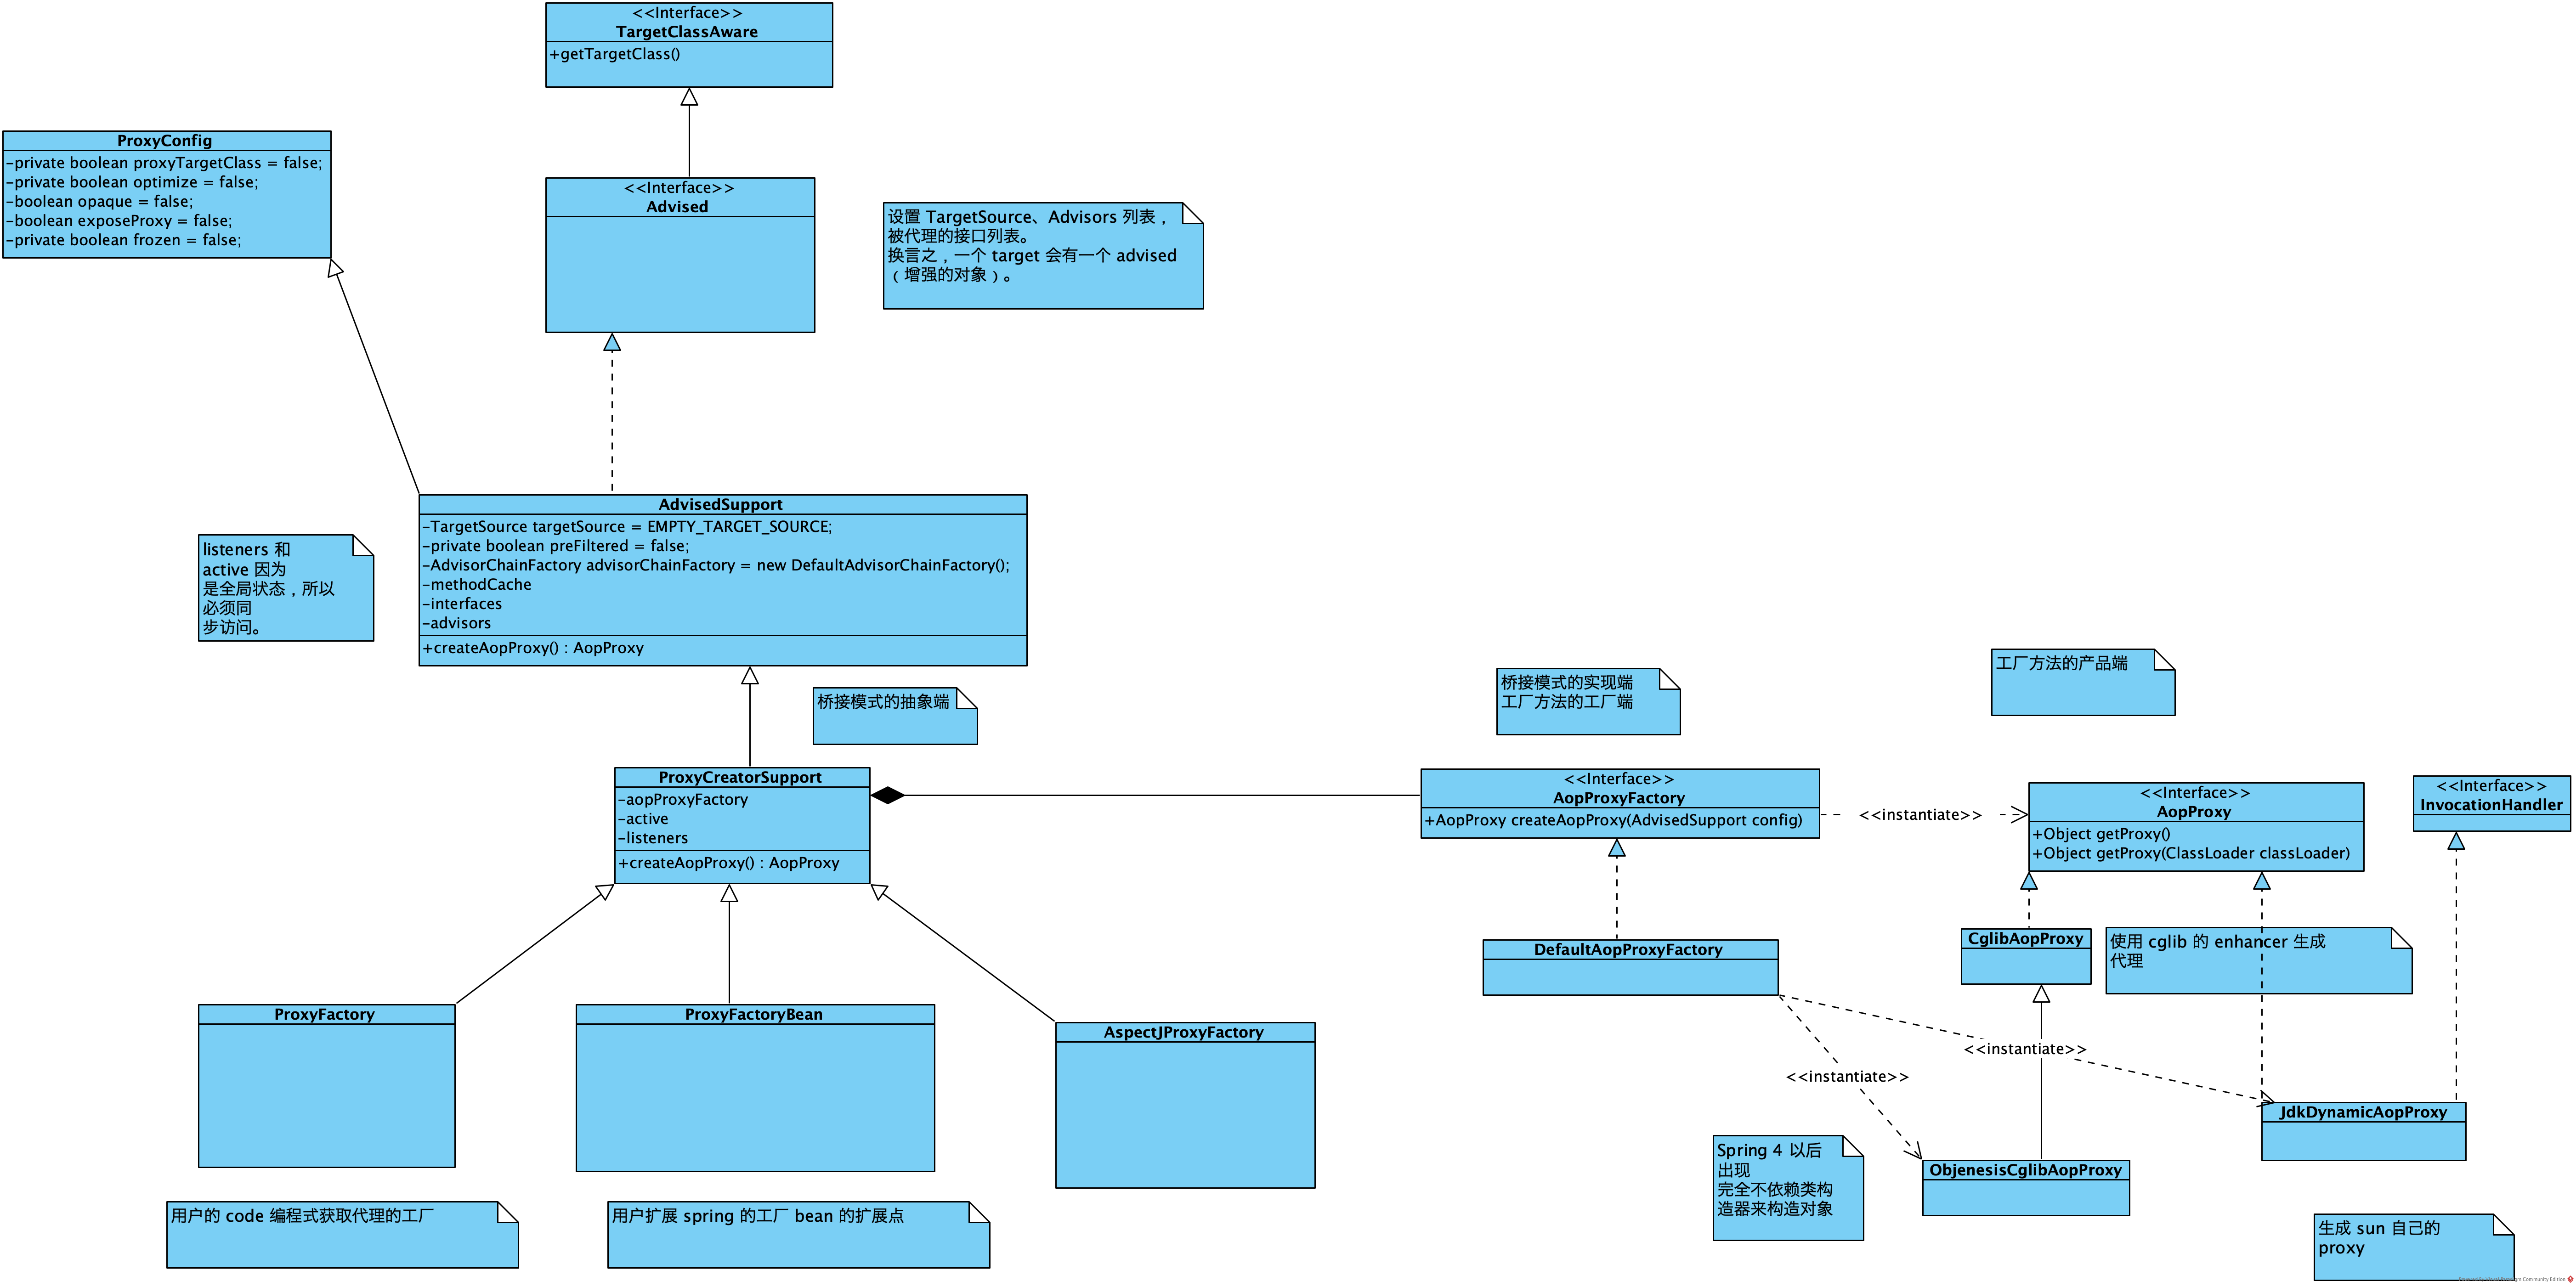 <<Interface>>
TargetClassAware
+getTargetClass()
ProxyConfig
-private boolean proxyTargetClass = false;
-private boolean optimize = false;
-boolean opaque = false;
-boolean exposeProxy = false;
-private boolean frozen = false;
<<Interface>>
Advised
设置 TargetSource、Advisors 列表，
被代理的接口列表。
换言之，一个 target 会有一个 advised
（增强的对象）。
AdvisedSupport
-TargetSource targetSource = EMPTY_TARGET_SOURCE;
-private boolean preFiltered = false;
-AdvisorChainFactory advisorChainFactory = new DefaultAdvisorChainFactory();
-methodCache
-interfaces
-advisors
+createAopProxy() : AopProxy
listeners 和
active 因为
是全局状态，所以
必须同
步访问。
桥接模式的抽象端
桥接模式的实现端
工厂方法的工厂端
工厂方法的产品端
ProxyCreatorSupport
-aopProxyFactory
-active
-listeners
+createAopProxy() : AopProxy
<<Interface>>
AopProxyFactory
+AopProxy createAopProxy(AdvisedSupport config)
<<instantiate>>
<<Interface>>
AopProxy
+Object getProxy()
+Object getProxy(ClassLoader classLoader)
<<Interface>>
InvocationHandler
DefaultAopProxyFactory
CglibAopProxy
使用 cglib 的 enhancer 生成
代理
ProxyFactory
ProxyFactoryBean
AspectJProxyFactory
<<instantiate>>
<<instantiate>>
JdkDynamicAopProxy
Spring 4 以后
出现
完全不依赖类构
造器来构造对象
ObjenesisCglibAopProxy
用户的 code 编程式获取代理的工厂
用户扩展 spring 的工厂 bean 的扩展点
生成 sun 自己的
proxy